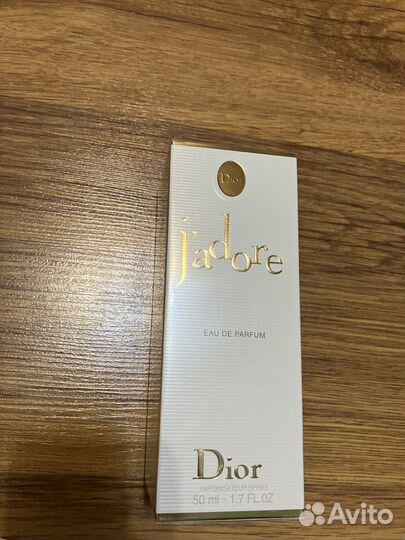 Dior
j'adore
EAU DE PARFUM
Dior
VAPORISATEUR SPRAY
50 ml - 1.7 FL.OZ
Avito